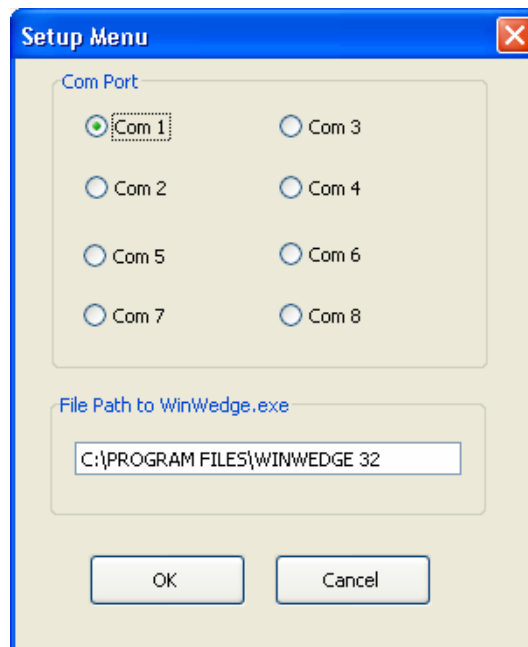 Setup Menu
Com Port
Com 1 Com 3
Com 2 Com 4
Com 5 Com 6
Com 7 Com 8
File Path to WinWedge.exe
C:\PROGRAM FILES\WINWEDGE 32
OK Cancel